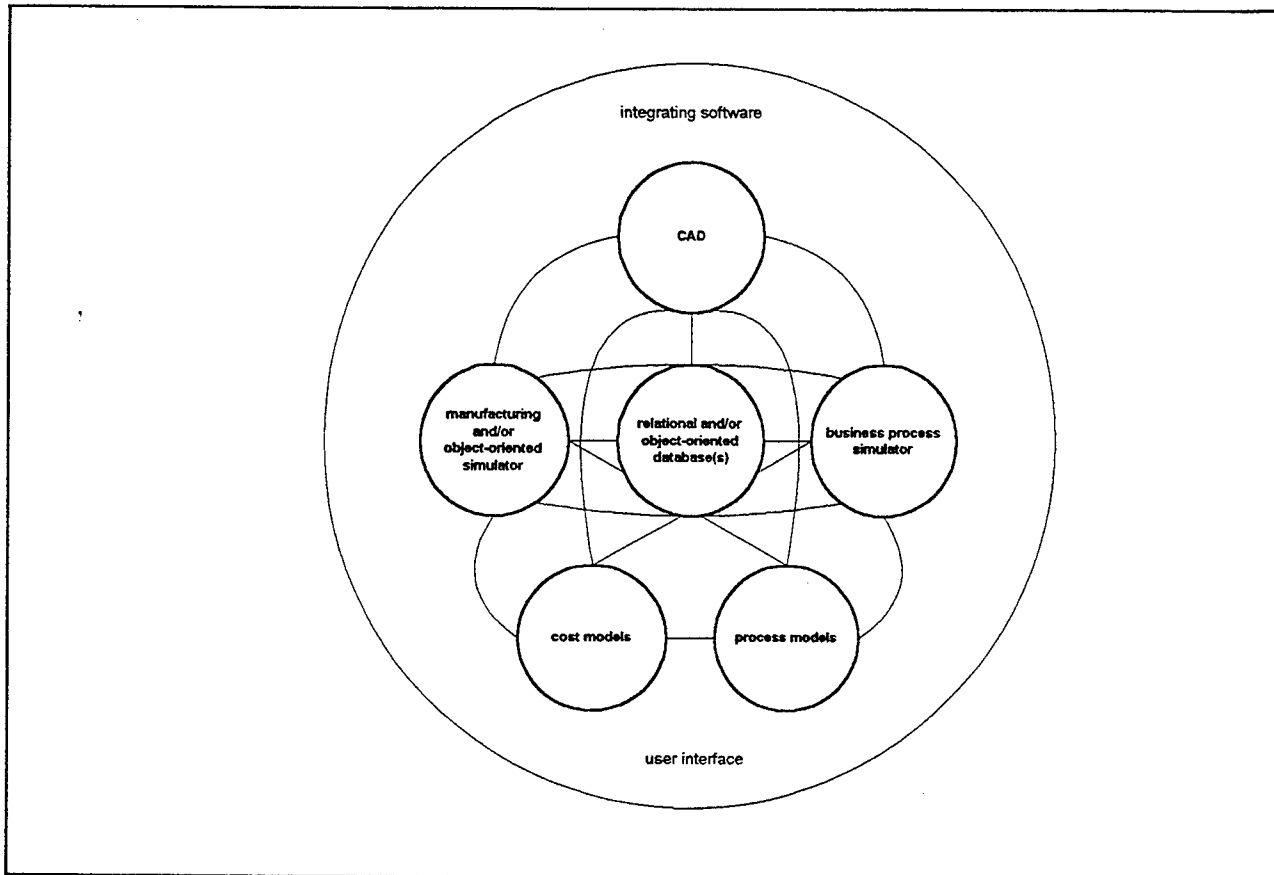 integrating software
CAD
manufacturing
and/or
object-oriented
simulator
relational and/or
object-oriented
database(s)
business process
simulator
cost models
process models
user interface